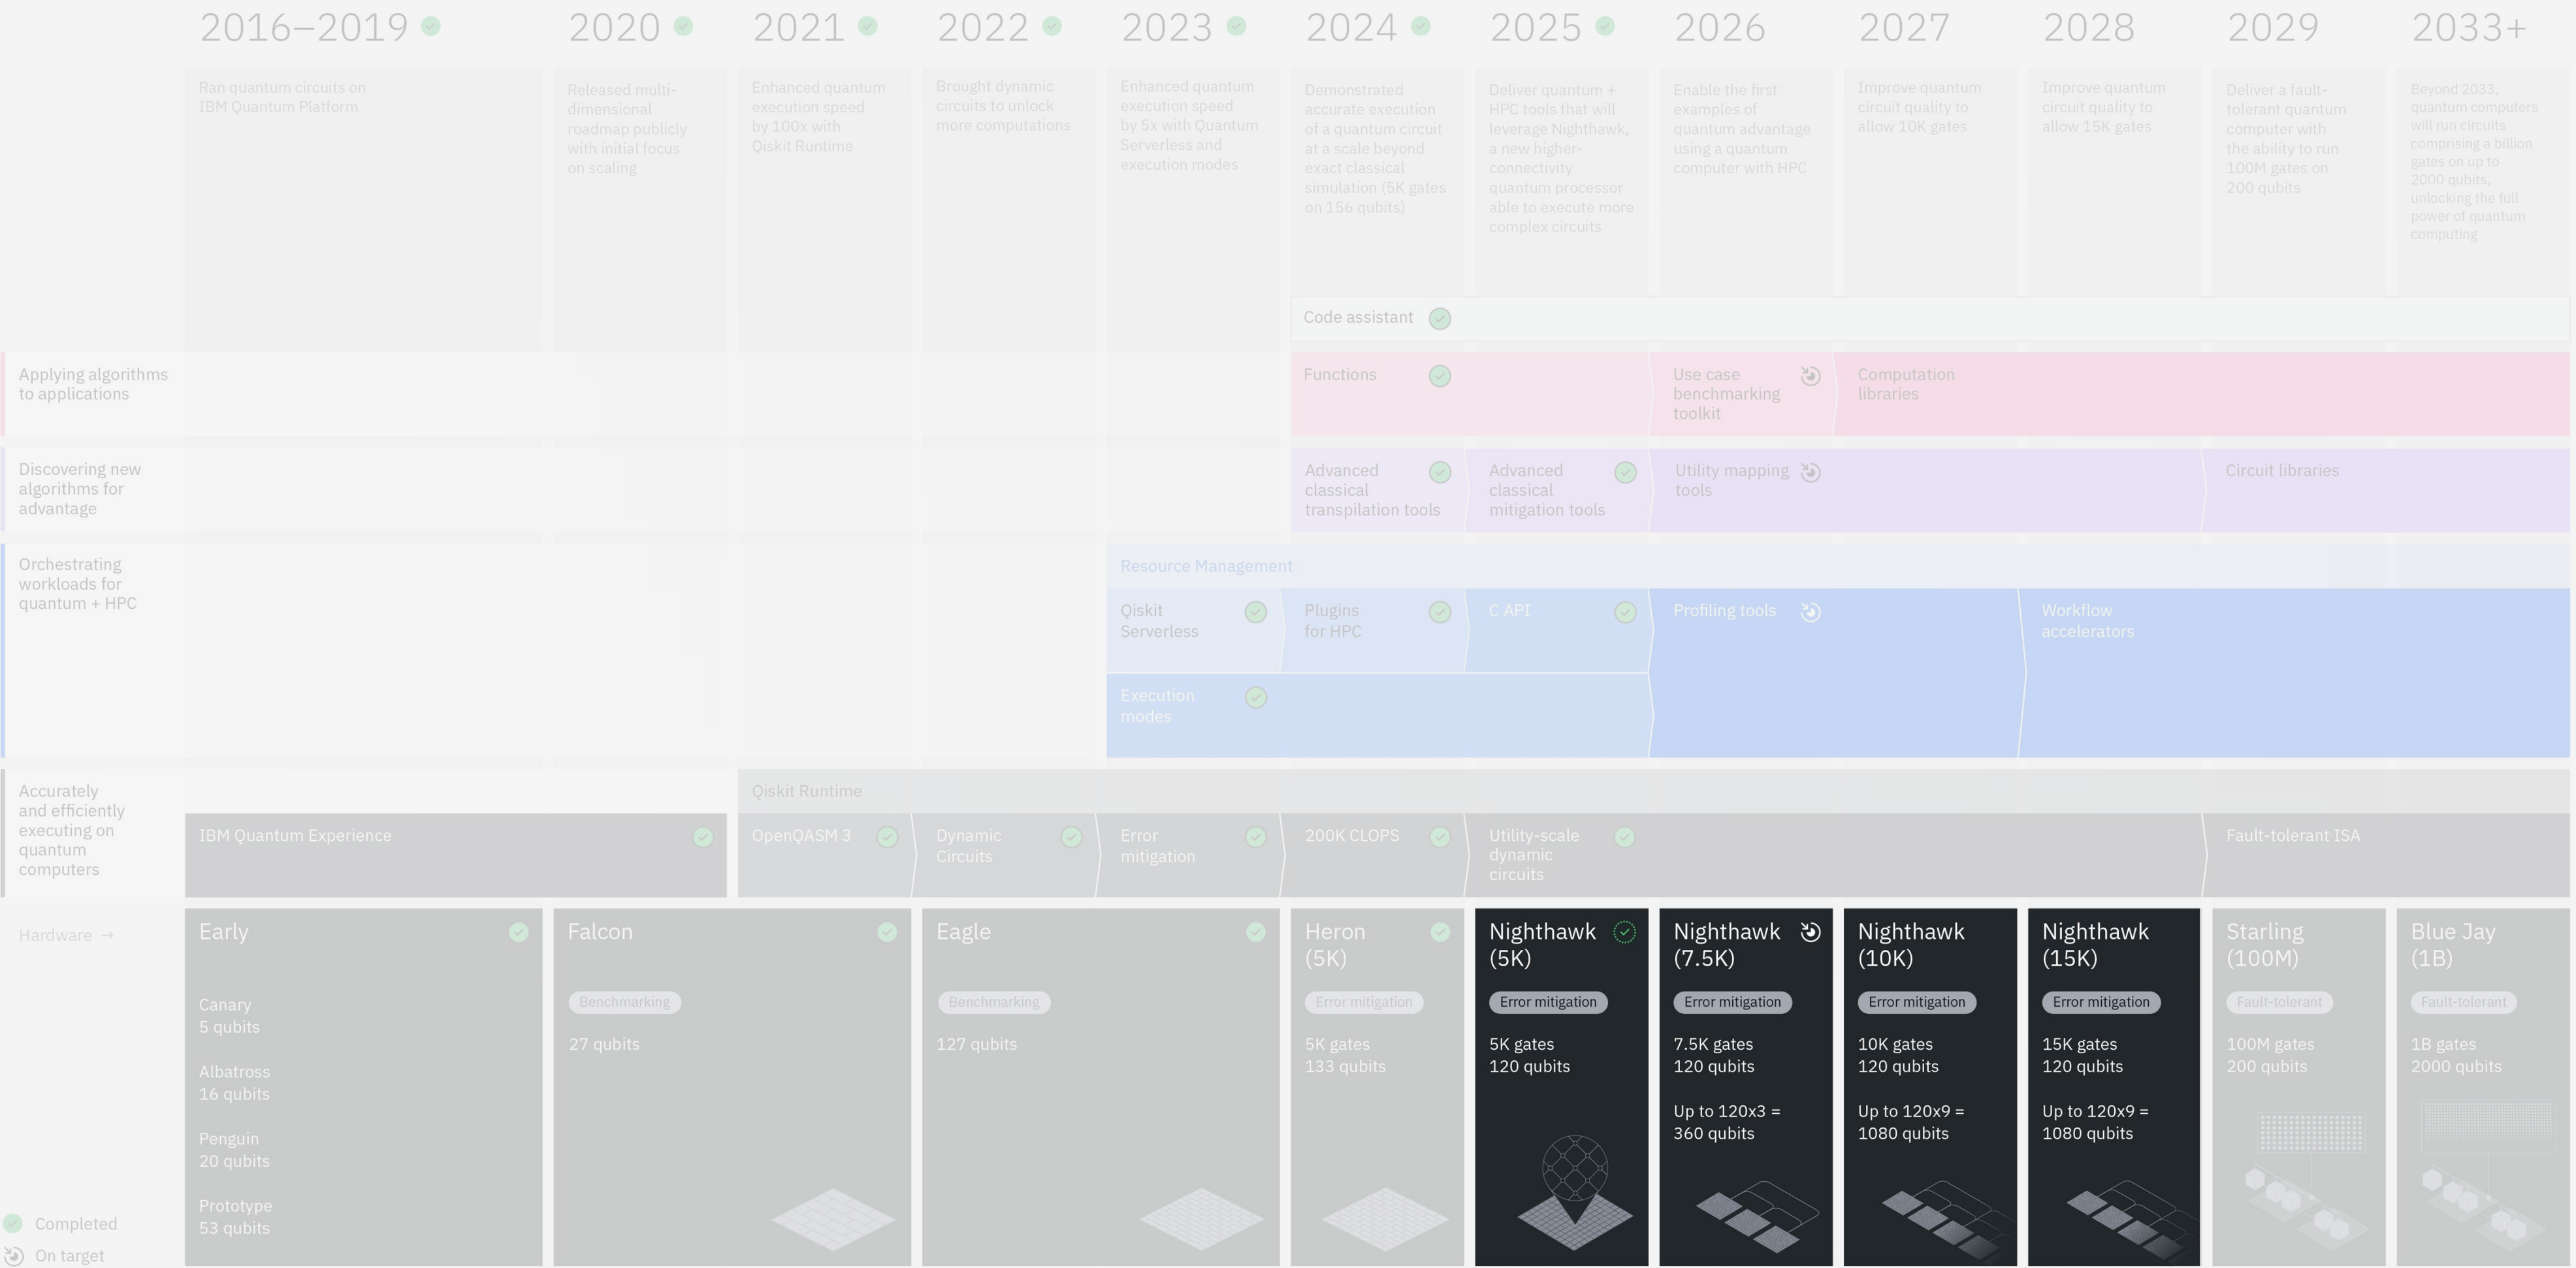 2016–2019
2020
2021
2022
2023
2024
2025
2026
2027
2028
2029
2033+
Ran quantum circuits on
IBM Quantum Platform
Released multi-
dimensional
roadmap publicly
with initial focus
on scaling
Enhanced quantum
execution speed
by 100x with
Qiskit Runtime
Brought dynamic
circuits to unlock
more computations
Enhanced quantum
execution speed
by 5x with Quantum
Serverless and
execution modes
Demonstrated
accurate execution
of a quantum circuit
at a scale beyond
exact classical
simulation (5K gates
on 156 qubits)
Deliver quantum +
HPC tools that will
leverage Nighthawk,
a new higher-
connectivity
quantum processor
able to execute more
complex circuits
Enable the first
examples of
quantum advantage
using a quantum
computer with HPC
Improve quantum
circuit quality to
allow 10K gates
Improve quantum
circuit quality to
allow 15K gates
Deliver a fault-
tolerant quantum
computer with
the ability to run
100M gates on
200 qubits
Beyond 2033,
quantum computers
will run circuits
comprising a billion
gates on up to
2000 qubits,
unlocking the full
power of quantum
computing
Code assistant
Applying algorithms
to applications
Functions
Use case
benchmarking
toolkit
Computation
libraries
Discovering new
algorithms for
advantage
Advanced
classical
transpilation tools
Advanced
classical
mitigation tools
Utility mapping
tools
Circuit libraries
Orchestrating
workloads for
quantum + HPC
Resource Management
Qiskit
Serverless
Plugins
for HPC
C API
Profiling tools
Workflow
accelerators
Execution
modes
Accurately
and efficiently
executing on
quantum
computers
Qiskit Runtime
IBM Quantum Experience
OpenQASM 3
Dynamic
Circuits
Error
mitigation
200K CLOPS
Utility-scale
dynamic
circuits
Fault-tolerant ISA
Hardware →
Early
Canary
5 qubits
Albatross
16 qubits
Penguin
20 qubits
Prototype
53 qubits
Falcon
Benchmarking
27 qubits
Eagle
Benchmarking
127 qubits
Heron
(5K)
Error mitigation
5K gates
133 qubits
Nighthawk
(5K)
Error mitigation
5K gates
120 qubits
Nighthawk
(7.5K)
Error mitigation
7.5K gates
120 qubits
Up to 120x3 =
360 qubits
Nighthawk
(10K)
Error mitigation
10K gates
120 qubits
Up to 120x9 =
1080 qubits
Nighthawk
(15K)
Error mitigation
15K gates
120 qubits
Up to 120x9 =
1080 qubits
Starling
(100M)
Fault-tolerant
100M gates
200 qubits
Blue Jay
(1B)
Fault-tolerant
1B gates
2000 qubits
Completed
On target